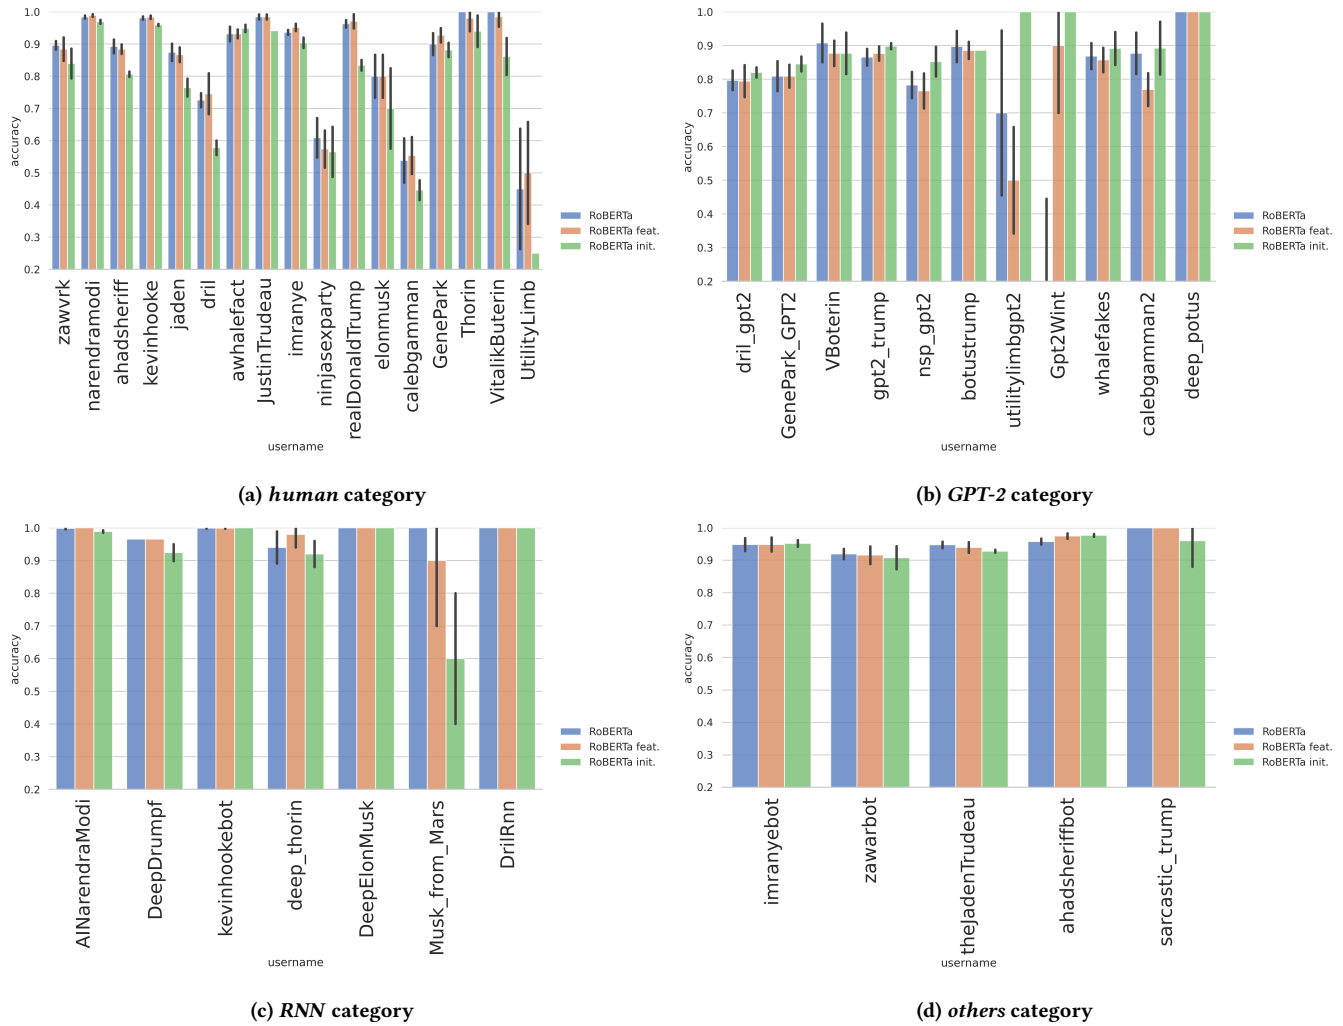 1.0
0.9
0.8
0.7
0.6
0.5
0.4
0.3
0.2
accuracy
zawvrk
narendramodi
ahadsheriff
kevinhooke
jaden
dril
awhalefact
JustinTrudeau
imranye
ninjasexparty
realDonaldTrump
elonmusk
calebgamman
GenePark
Thorin
VitalikButerin
UtilityLimb
username
RoBERTa
RoBERTa feat.
RoBERTa init.
(a) human category
1.0
0.9
0.8
0.7
0.6
0.5
0.4
0.3
0.2
accuracy
dril_gpt2
GenePark_GPT2
VBoterin
gpt2_trump
nsp_gpt2
botustrump
utilitylimbgpt2
Gpt2Wint
whalefakes
calebgamman2
deep_potus
username
RoBERTa
RoBERTa feat.
RoBERTa init.
(b) GPT-2 category
1.0
0.9
0.8
0.7
0.6
0.5
0.4
0.3
0.2
accuracy
AINarendraModi
DeepDrumpf
kevinhookebot
deep_thorin
DeepElonMusk
Musk_from_Mars
DrilRnn
username
RoBERTa
RoBERTa feat.
RoBERTa init.
(c) RNN category
1.0
0.9
0.8
0.7
0.6
0.5
0.4
0.3
0.2
accuracy
imranyebot
zawarbot
theJadenTrudeau
ahadsheriffbot
sarcastic_trump
username
RoBERTa
RoBERTa feat.
RoBERTa init.
(d) others category